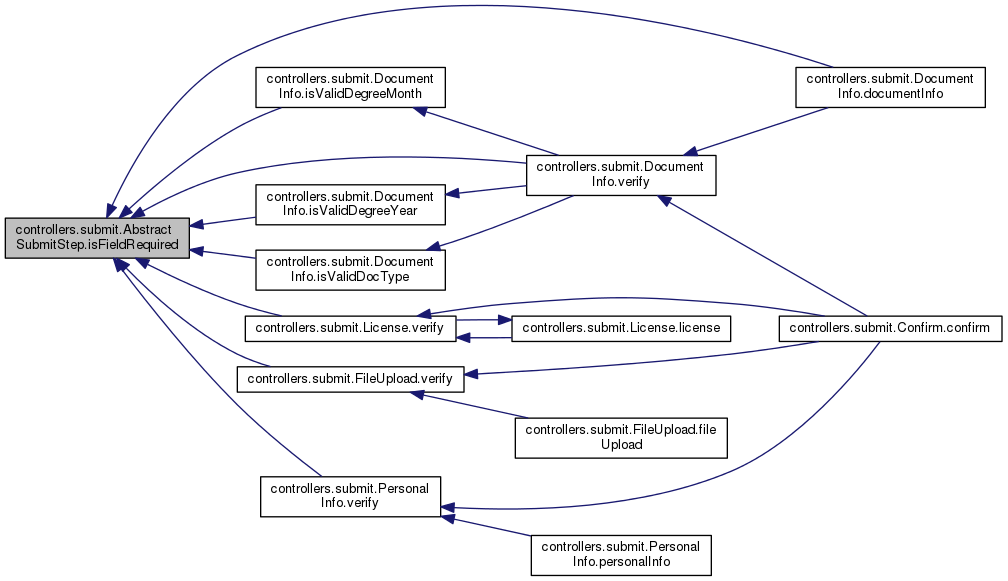 controllers.submit.Document
Info.isValidDegreeMonth
controllers.submit.Document
Info.documentInfo
controllers.submit.Document
Info.verify
controllers.submit.Document
Info.isValidDegreeYear
controllers.submit.Abstract
SubmitStep.isFieldRequired
controllers.submit.Document
Info.isValidDocType
controllers.submit.License.verify
controllers.submit.License.license
controllers.submit.Confirm.confirm
controllers.submit.FileUpload.verify
controllers.submit.FileUpload.file
Upload
controllers.submit.Personal
Info.verify
controllers.submit.Personal
Info.personalInfo